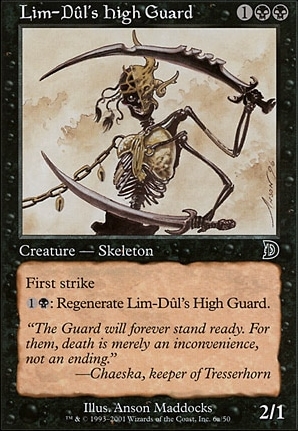 Lim-Dûl's High Guard 1
Creature — Skeleton
First strike
1: Regenerate Lim-Dûl's High Guard.
"The Guard will forever stand ready. For
them, death is merely an inconvenience,
not an ending."
—Chaeska, keeper of Tresserhorn
Illus. Anson Maddocks
2/1
™ & © 1993–2001 Wizards of the Coast, Inc. 6a/50